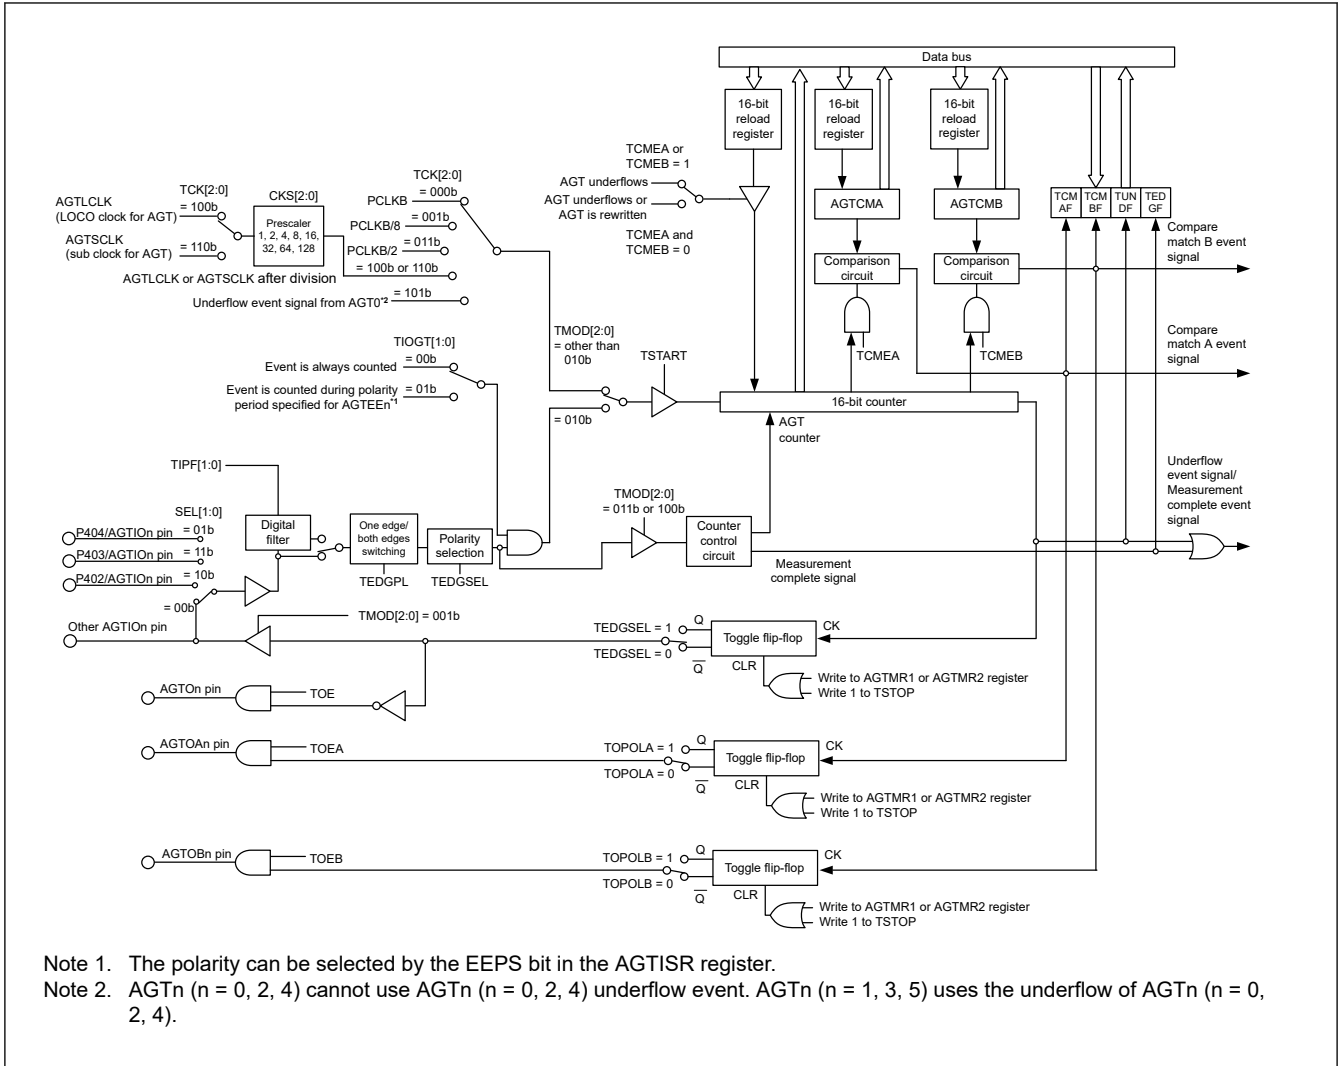 Data bus
16-bit
reload
register
16-bit
reload
register
16-bit
reload
register
TCMEA or
TCMEB = 1
AGT underflows
AGT underflows or
AGT is rewritten
TCMEA and
TCMEB = 0
TCK[2:0]
= 000b
PCLKB
= 001b
PCLKB/8
= 011b
PCLKB/2
= 100b or 110b
AGTLCLK or AGTSCLK after division
= 101b
Underflow event signal from AGT0*2
TCK[2:0]
AGTLCLK
= 100b
(LOCO clock for AGT)
AGTSCLK
= 110b
(sub clock for AGT)
CKS[2:0]
Prescaler
1, 2, 4, 8, 16,
32, 64, 128
AGTCMA
AGTCMB
TCM
AF
TCM
BF
TUN
DF
TED
GF
Comparison
circuit
Comparison
circuit
TCMEA
TCMEB
Compare
match B event
signal
Compare
match A event
signal
TIOGT[1:0]
= 00b
Event is always counted
= 01b
Event is counted during polarity
period specified for AGTEEn*1
TMOD[2:0]
= other than
010b
= 010b
TSTART
16-bit counter
AGT
counter
Underflow
event signal/
Measurement
complete event
signal
TIPF[1:0]
SEL[1:0]
P404/AGTIOn pin
= 01b
P403/AGTIOn pin
= 11b
P402/AGTIOn pin
= 10b
= 00b
Other AGTIOn pin
Digital
filter
One edge/
both edges
switching
TEDGPL
Polarity
selection
TEDGSEL
TMOD[2:0]
= 011b or 100b
Counter
control
circuit
Measurement
complete signal
TMOD[2:0] = 001b
TEDGSEL = 1
TEDGSEL = 0
Q
Q
Toggle flip-flop
CK
CLR
Write to AGTMR1 or AGTMR2 register
Write 1 to TSTOP
AGTOn pin
TOE
AGTOAn pin
TOEA
TOPOLA = 1
TOPOLA = 0
Q
Q
Toggle flip-flop
CK
CLR
Write to AGTMR1 or AGTMR2 register
Write 1 to TSTOP
AGTOBn pin
TOEB
TOPOLB = 1
TOPOLB = 0
Q
Q
Toggle flip-flop
CK
CLR
Write to AGTMR1 or AGTMR2 register
Write 1 to TSTOP
Note 1. The polarity can be selected by the EEPS bit in the AGTISR register.
Note 2. AGTn (n = 0, 2, 4) cannot use AGTn (n = 0, 2, 4) underflow event. AGTn (n = 1, 3, 5) uses the underflow of AGTn (n = 0,
2, 4).